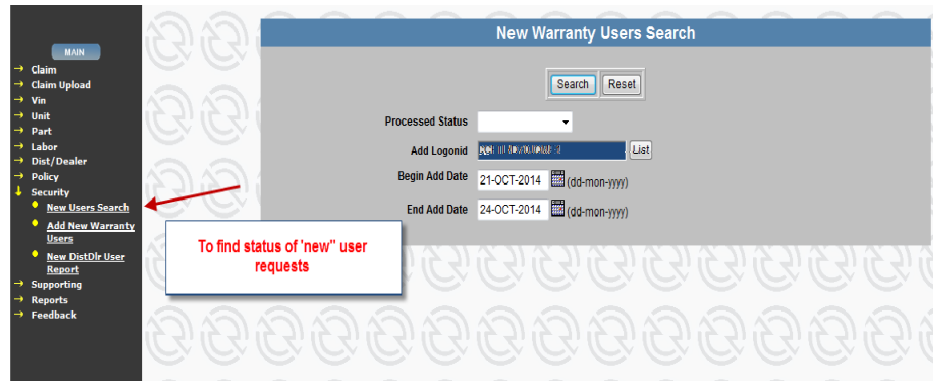 MAIN
Claim
Claim Upload
Vin
Unit
Part
Labor
Dist/Dealer
Policy
Security
New Users Search
Add New Warranty
Users
New DistDlr User
Report
Supporting
Reports
Feedback
New Warranty Users Search
Search Reset
Processed Status
Add Logonid List
Begin Add Date 21-OCT-2014 (dd-mon-yyyy)
End Add Date 24-OCT-2014 (dd-mon-yyyy)
To find status of 'new" user
requests